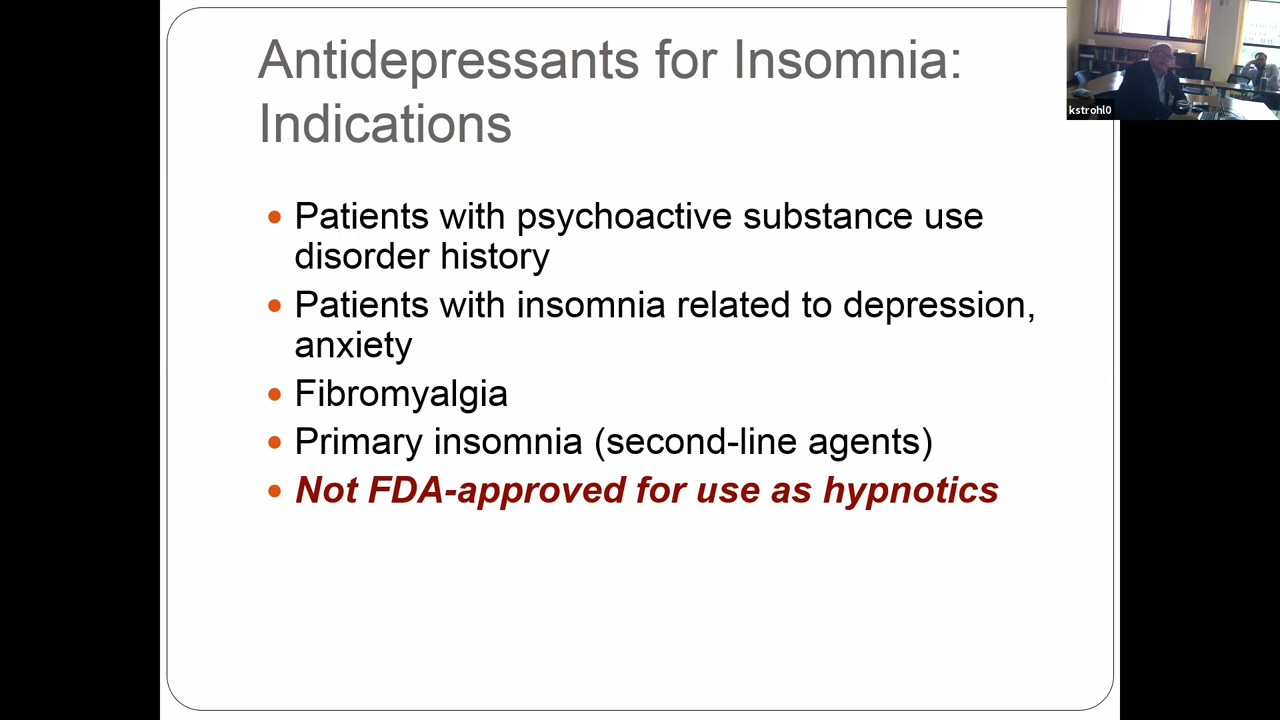 Antidepressants for Insomnia:
Indications
Patients with psychoactive substance use
disorder history
Patients with insomnia related to depression,
anxiety
Fibromyalgia
Primary insomnia (second-line agents)
Not FDA-approved for use as hypnotics
kstrohl0